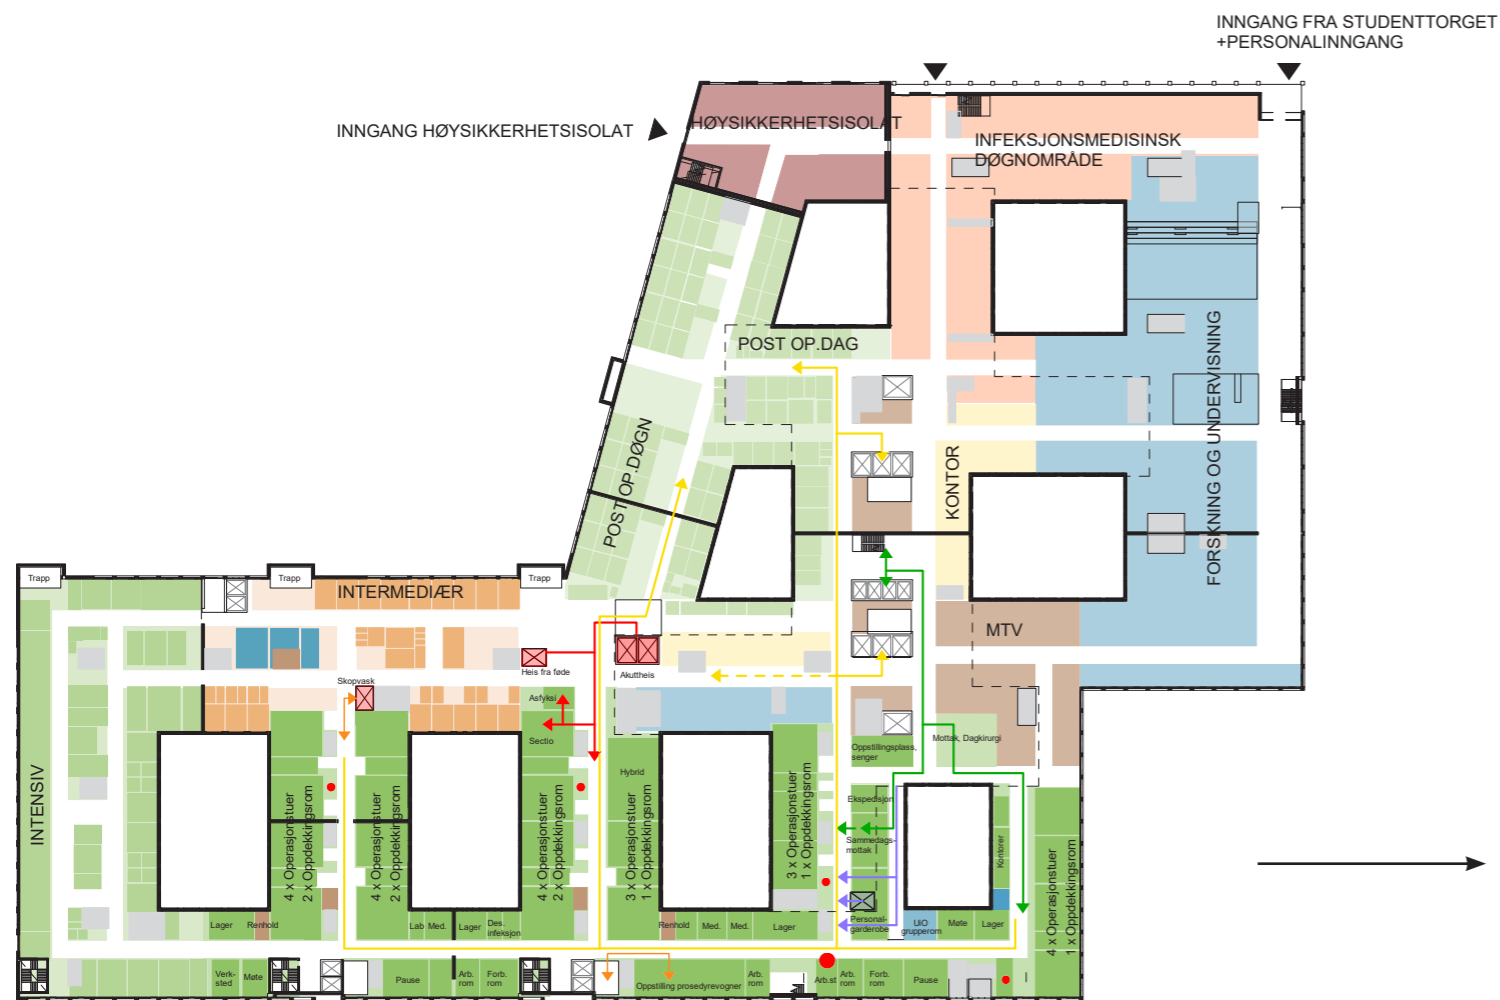 INNGANG FRA STUDENTTORGET
+PERSONALINNGANG
INNGANG HØYSIKKERHETSISOLAT
HØYSIKKERHETSISOLAT
INFEKSJONSMEDISINSK
DØGNOMRÅDE
POST OP.DAG
POST OP.DØGN
POST OP.DØGN
KONTOR
FORSKNING OG UNDERVISNING
MTV
Trapp
Trapp
Trapp
INTERMEDIÆR
Skopvask
Heis fra føde
Akuttheis
Asfyksi
Sectio
Hybrid
INTENSIV
4 x Operasjonstuer
2 x Oppdekkingsrom
4 x Operasjonstuer
2 x Oppdekkingsrom
4 x Operasjonstuer
2 x Oppdekkingsrom
3 x Operasjonstuer
1 x Oppdekkingsrom
3 x Operasjonstuer
1 x Oppdekkingsrom
Oppstillingsplass,
senger
Mottak, Dagkirurgi
Ekspedisjon
Sammedags-
mottak
Kontorer
Personal-
garderobe
4 x Operasjonstuer
1 x Oppdekkingsrom
Lager
Renhold
Lab
Med.
Lager
Des.
infeksjon
Renhold
Med.
Med.
Lager
UiO
grupperom
Møte
Lager
Verk-
sted
Møte
Pause
Arb.
rom
Forb.
rom
Oppstilling prosedyrevogner
Arb.
rom
Arb.st
Arb.
rom
Forb.
rom
Pause